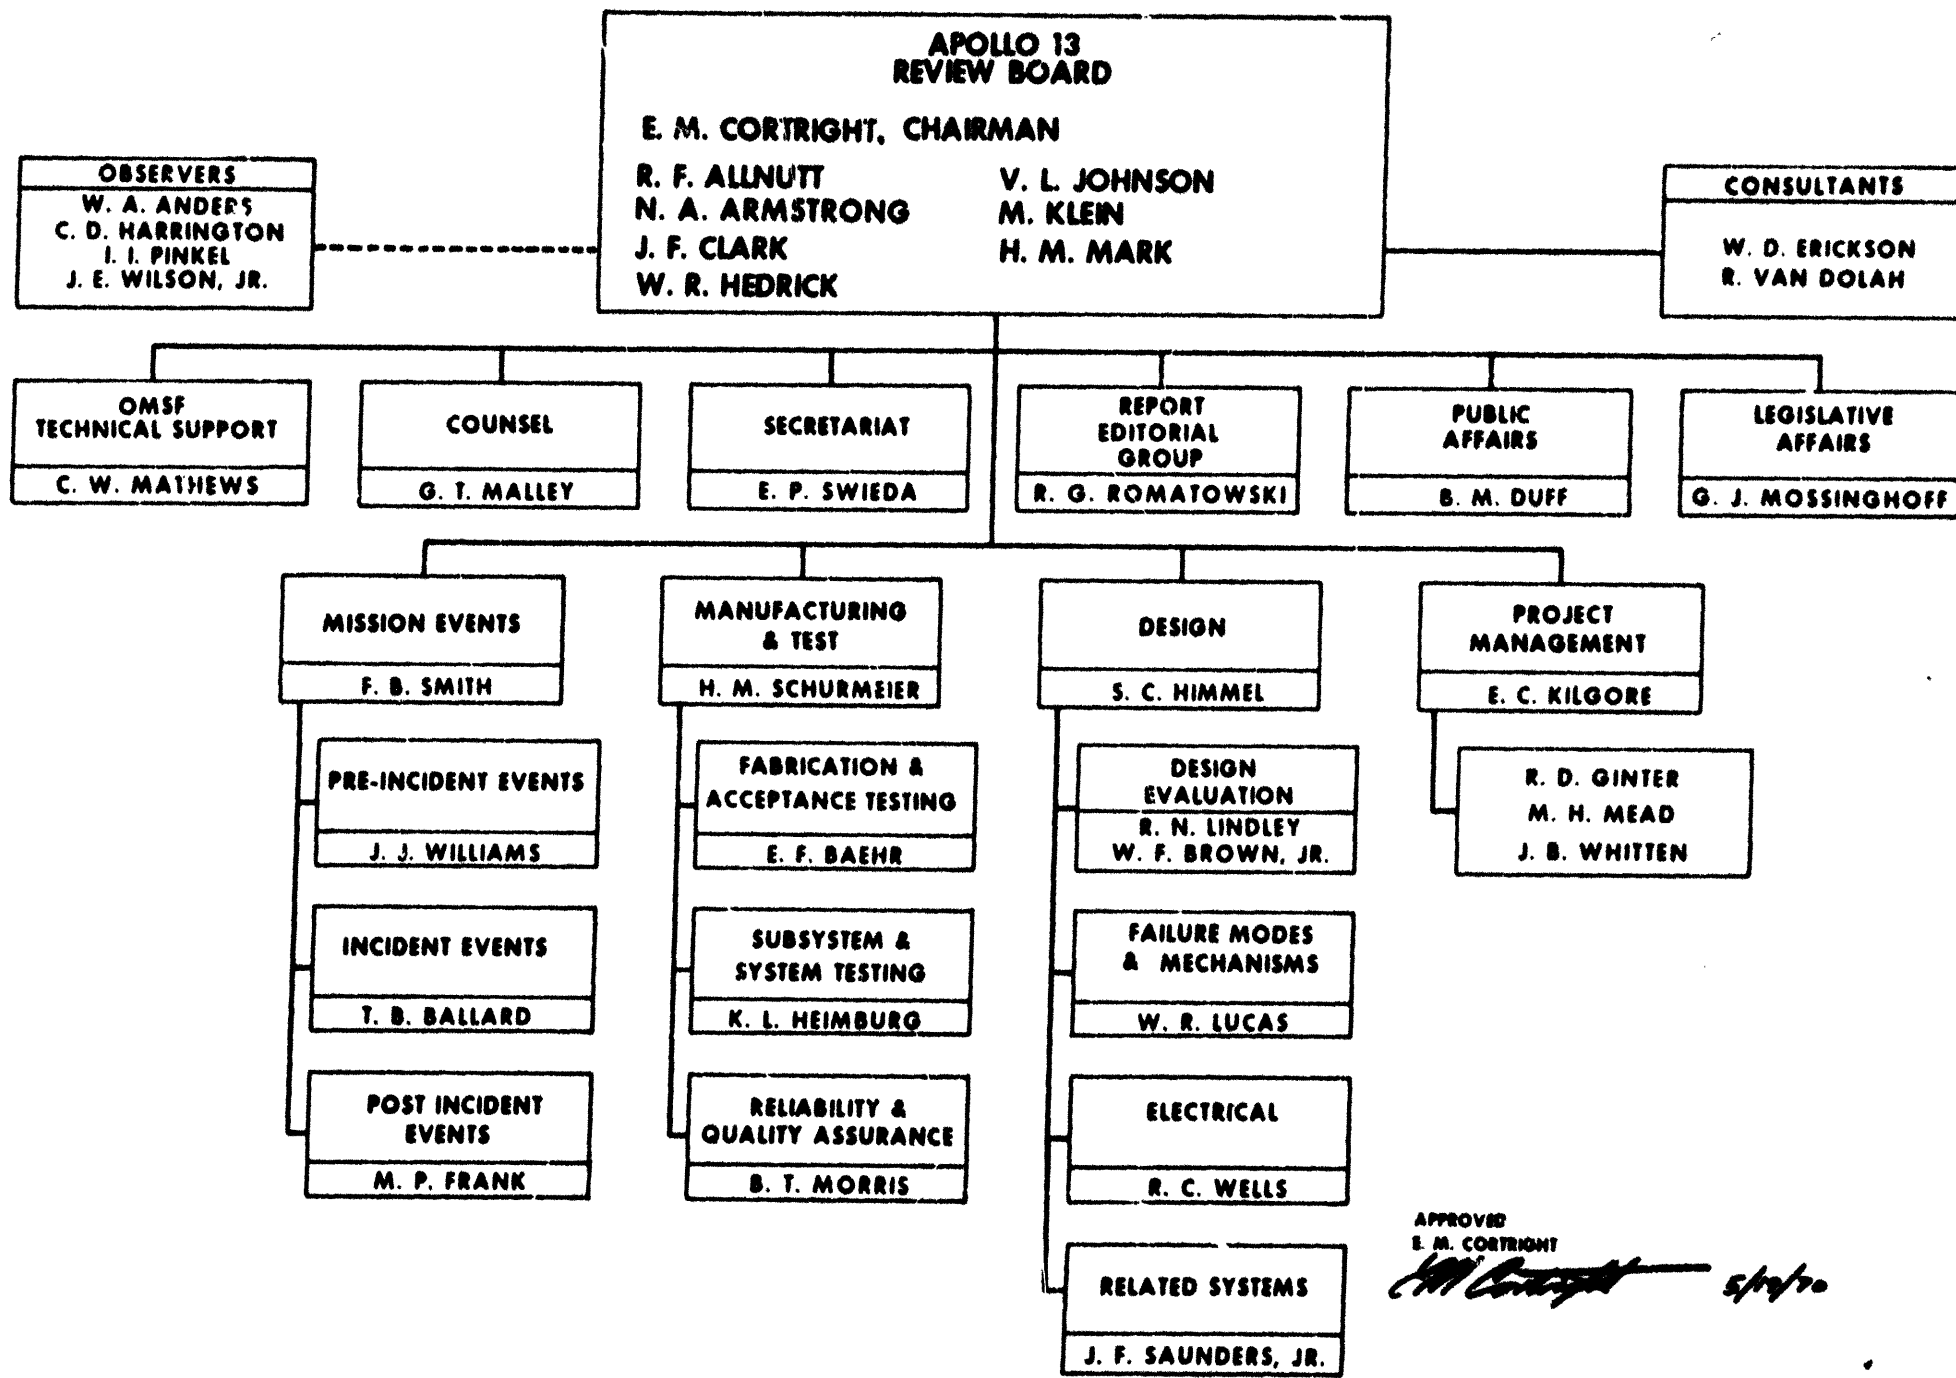 APOLLO 13
REVIEW BOARD
E. M. CORTRIGHT, CHAIRMAN
R. F. ALLNUTT
N. A. ARMSTRONG
J. F. CLARK
W. R. HEDRICK
V. L. JOHNSON
M. KLEIN
H. M. MARK
OBSERVERS
W. A. ANDERS
C. D. HARRINGTON
I. I. PINKEL
J. E. WILSON, JR.
CONSULTANTS
W. D. ERICKSON
R. VAN DOLAH
OMSF
TECHNICAL SUPPORT
C. W. MATHEWS
COUNSEL
G. T. MALLEY
SECRETARIAT
E. P. SWIEDA
REPORT
EDITORIAL
GROUP
R. G. ROMATOWSKI
PUBLIC
AFFAIRS
B. M. DUFF
LEGISLATIVE
AFFAIRS
G. J. MOSSINGHOFF
MISSION EVENTS
F. B. SMITH
PRE-INCIDENT EVENTS
J. J. WILLIAMS
INCIDENT EVENTS
T. B. BALLARD
POST INCIDENT
EVENTS
M. P. FRANK
MANUFACTURING
& TEST
H. M. SCHURMEIER
FABRICATION &
ACCEPTANCE TESTING
E. F. BAEHR
SUBSYSTEM &
SYSTEM TESTING
K. L. HEIMBURG
RELIABILITY &
QUALITY ASSURANCE
B. T. MORRIS
DESIGN
S. C. HIMMEL
DESIGN
EVALUATION
R. N. LINDLEY
W. F. BROWN, JR.
FAILURE MODES
& MECHANISMS
W. R. LUCAS
ELECTRICAL
R. C. WELLS
RELATED SYSTEMS
J. F. SAUNDERS, JR.
PROJECT
MANAGEMENT
E. C. KILGORE
R. D. GINTER
M. H. MEAD
J. B. WHITTEN
APPROVED
E. M. CORTRIGHT
EM Cortright